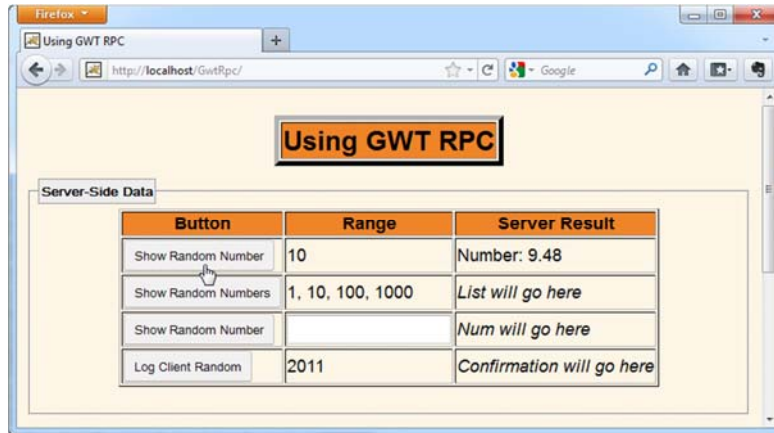 Firefox
Using GWT RPC
http://localhost/GwtRpc/
Google
Using GWT RPC
Server-Side Data
Button Range Server Result
Show Random Number 10 Number: 9.48
Show Random Numbers 1, 10, 100, 1000 List will go here
Show Random Number Num will go here
Log Client Random 2011 Confirmation will go here